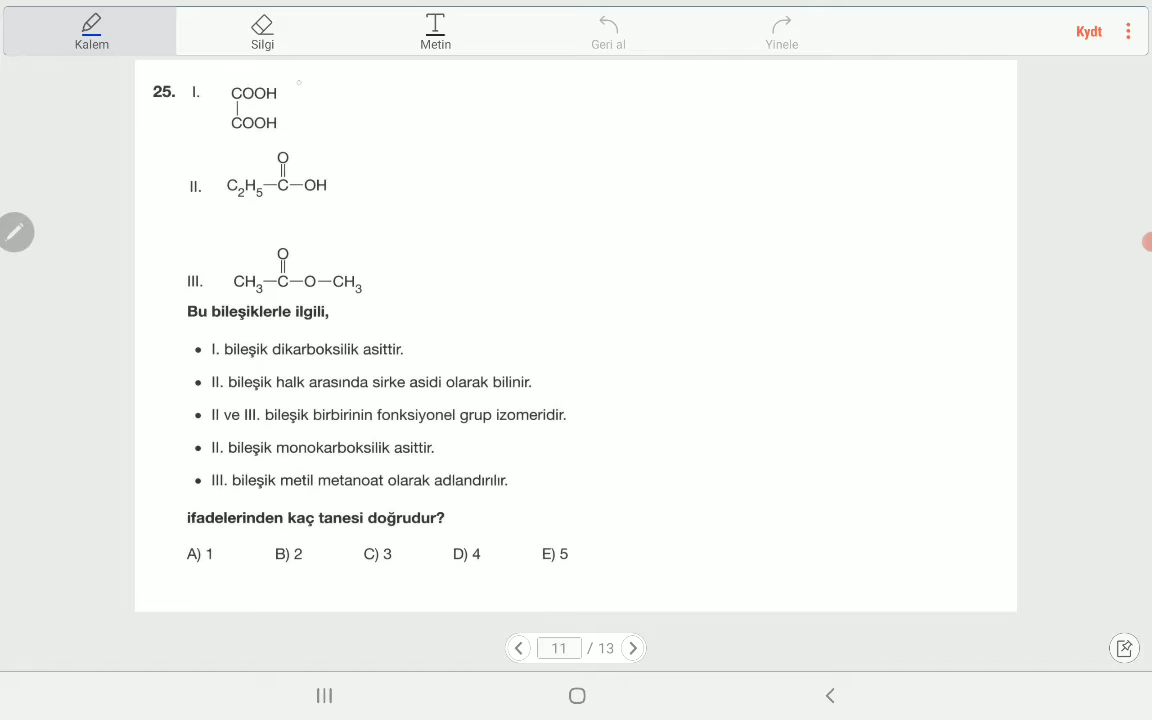 Kalem Silgi Metin Geri al Yinele Kydt
25. I. COOH
COOH
O
II. C2H5—C—OH
O
III. CH3—C—O—CH3
Bu bileşiklerle ilgili,
• I. bileşik dikarboksilik asittir.
• II. bileşik halk arasında sirke asidi olarak bilinir.
• II ve III. bileşik birbirinin fonksiyonel grup izomeridir.
• II. bileşik monokarboksilik asittir.
• III. bileşik metil metanoat olarak adlandırılır.
ifadelerinden kaç tanesi doğrudur?
A) 1 B) 2 C) 3 D) 4 E) 5
11 / 13